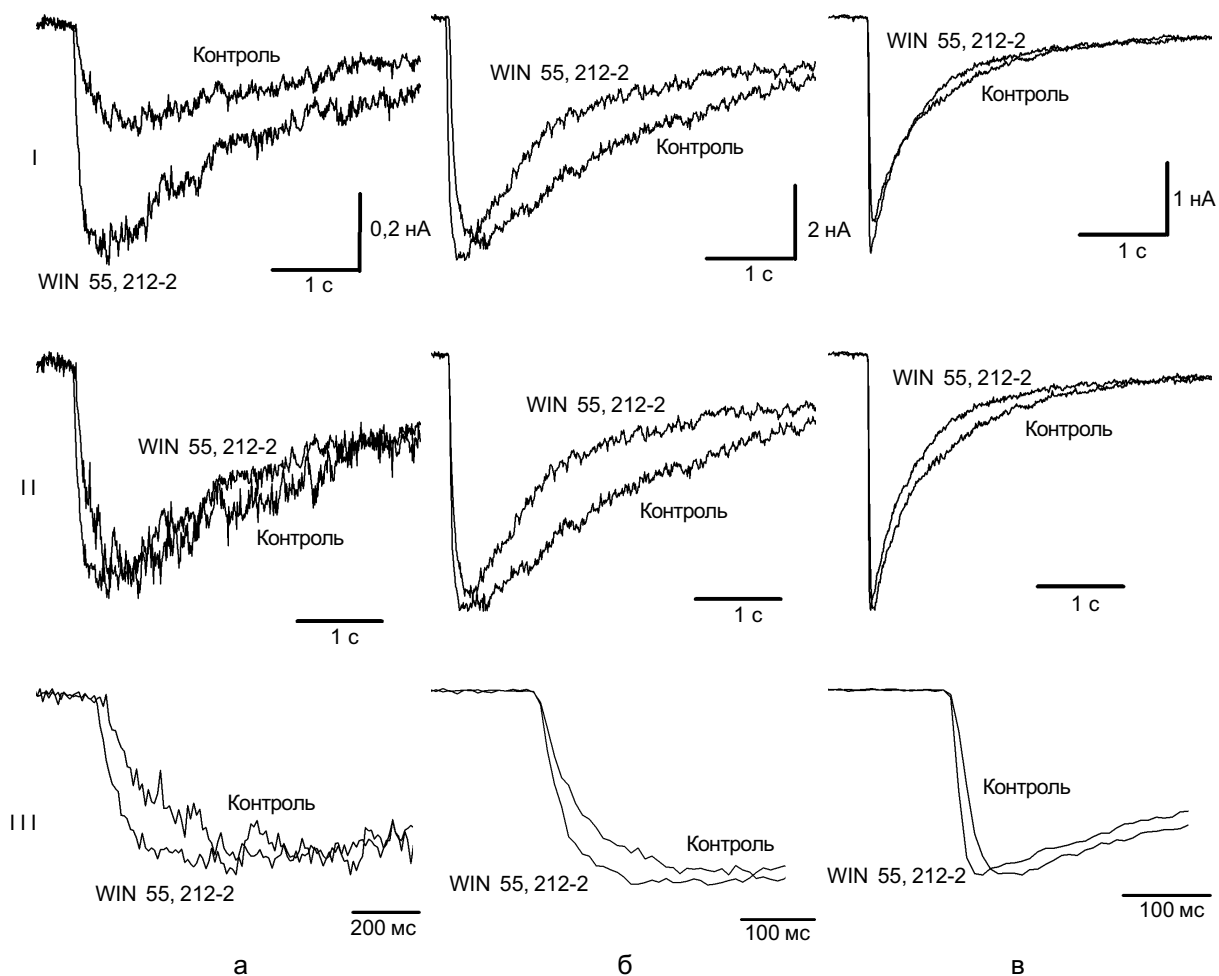 Контроль
I
0,2 нА
1 с
WIN 55, 212-2
WIN 55, 212-2
Контроль
2 нА
1 с
WIN 55, 212-2
Контроль
1 нА
1 с
II
WIN 55, 212-2
Контроль
1 с
WIN 55, 212-2
Контроль
1 с
WIN 55, 212-2
Контроль
1 с
III
Контроль
WIN 55, 212-2
200 мс
а
Контроль
WIN 55, 212-2
100 мс
б
Контроль
WIN 55, 212-2
100 мс
в